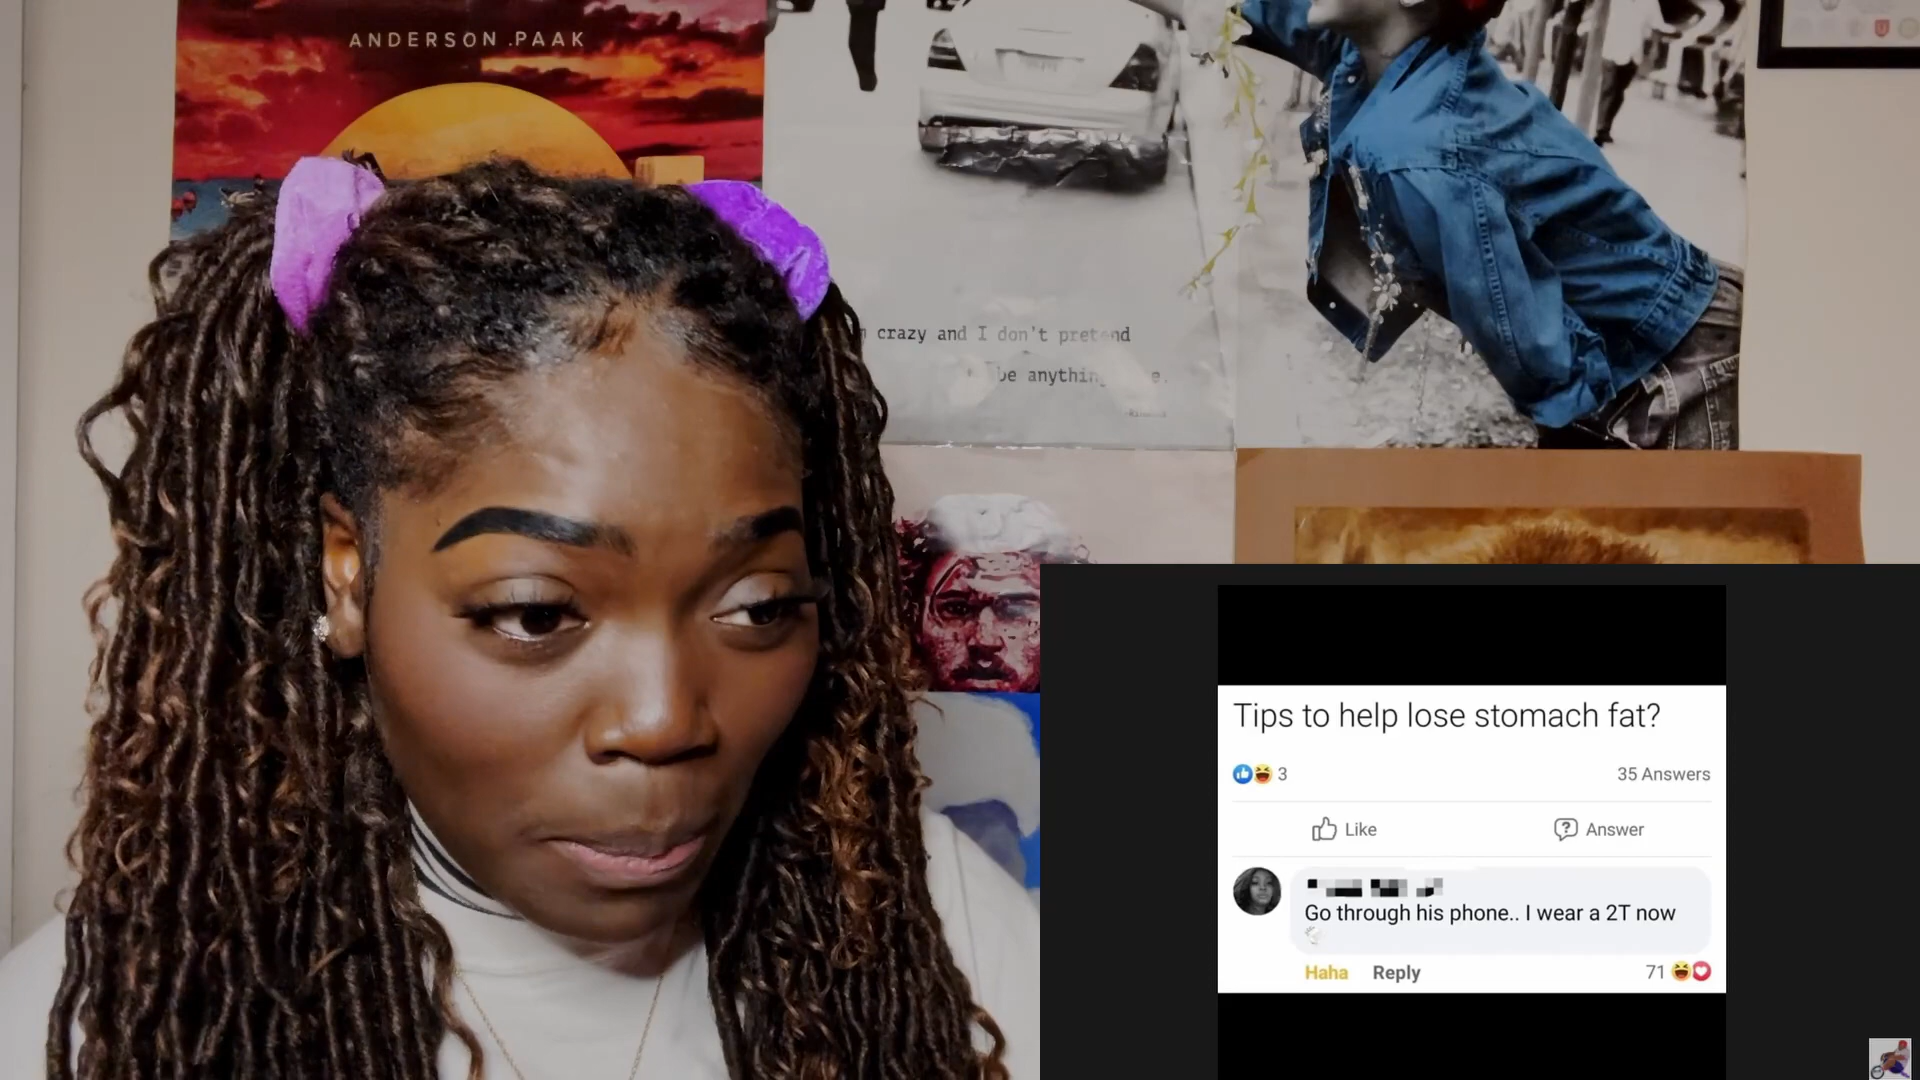 ANDERSON .PAAK
crazy and I don't pretend
be anything
Tips to help lose stomach fat?
3
35 Answers
Like
Answer
Go through his phone.. I wear a 2T now
Haha
Reply
71